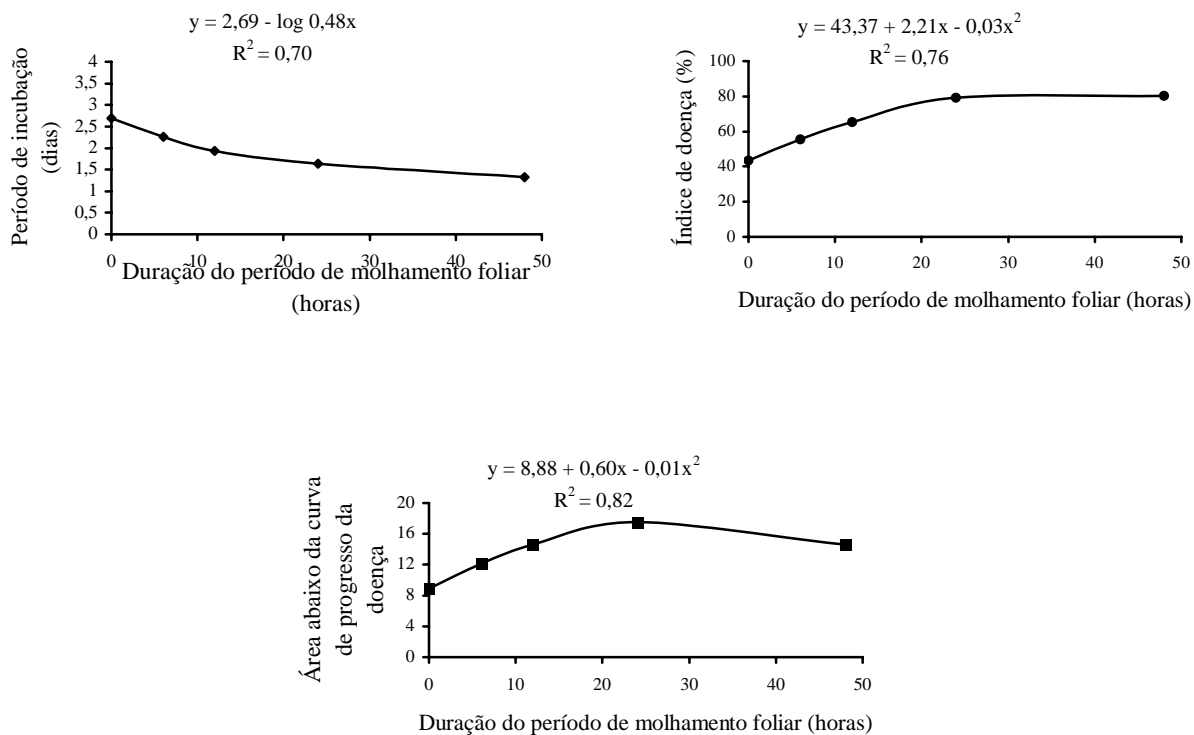 y = 2,69 - log 0,48x
R² = 0,70
Período de incubação
(dias)
4
3,5
3
2,5
2
1,5
1
0,5
0
0 10 20 30 40 50
Duração do período de molhamento foliar
(horas)
y = 43,37 + 2,21x - 0,03x²
R² = 0,76
Índice de doença (%)
100
80
60
40
20
0
0 10 20 30 40 50
Duração do período de molhamento foliar (horas)
y = 8,88 + 0,60x - 0,01x²
R² = 0,82
Área abaixo da curva
de progresso da
doença
20
16
12
8
4
0
0 10 20 30 40 50
Duração do período de molhamento foliar (horas)